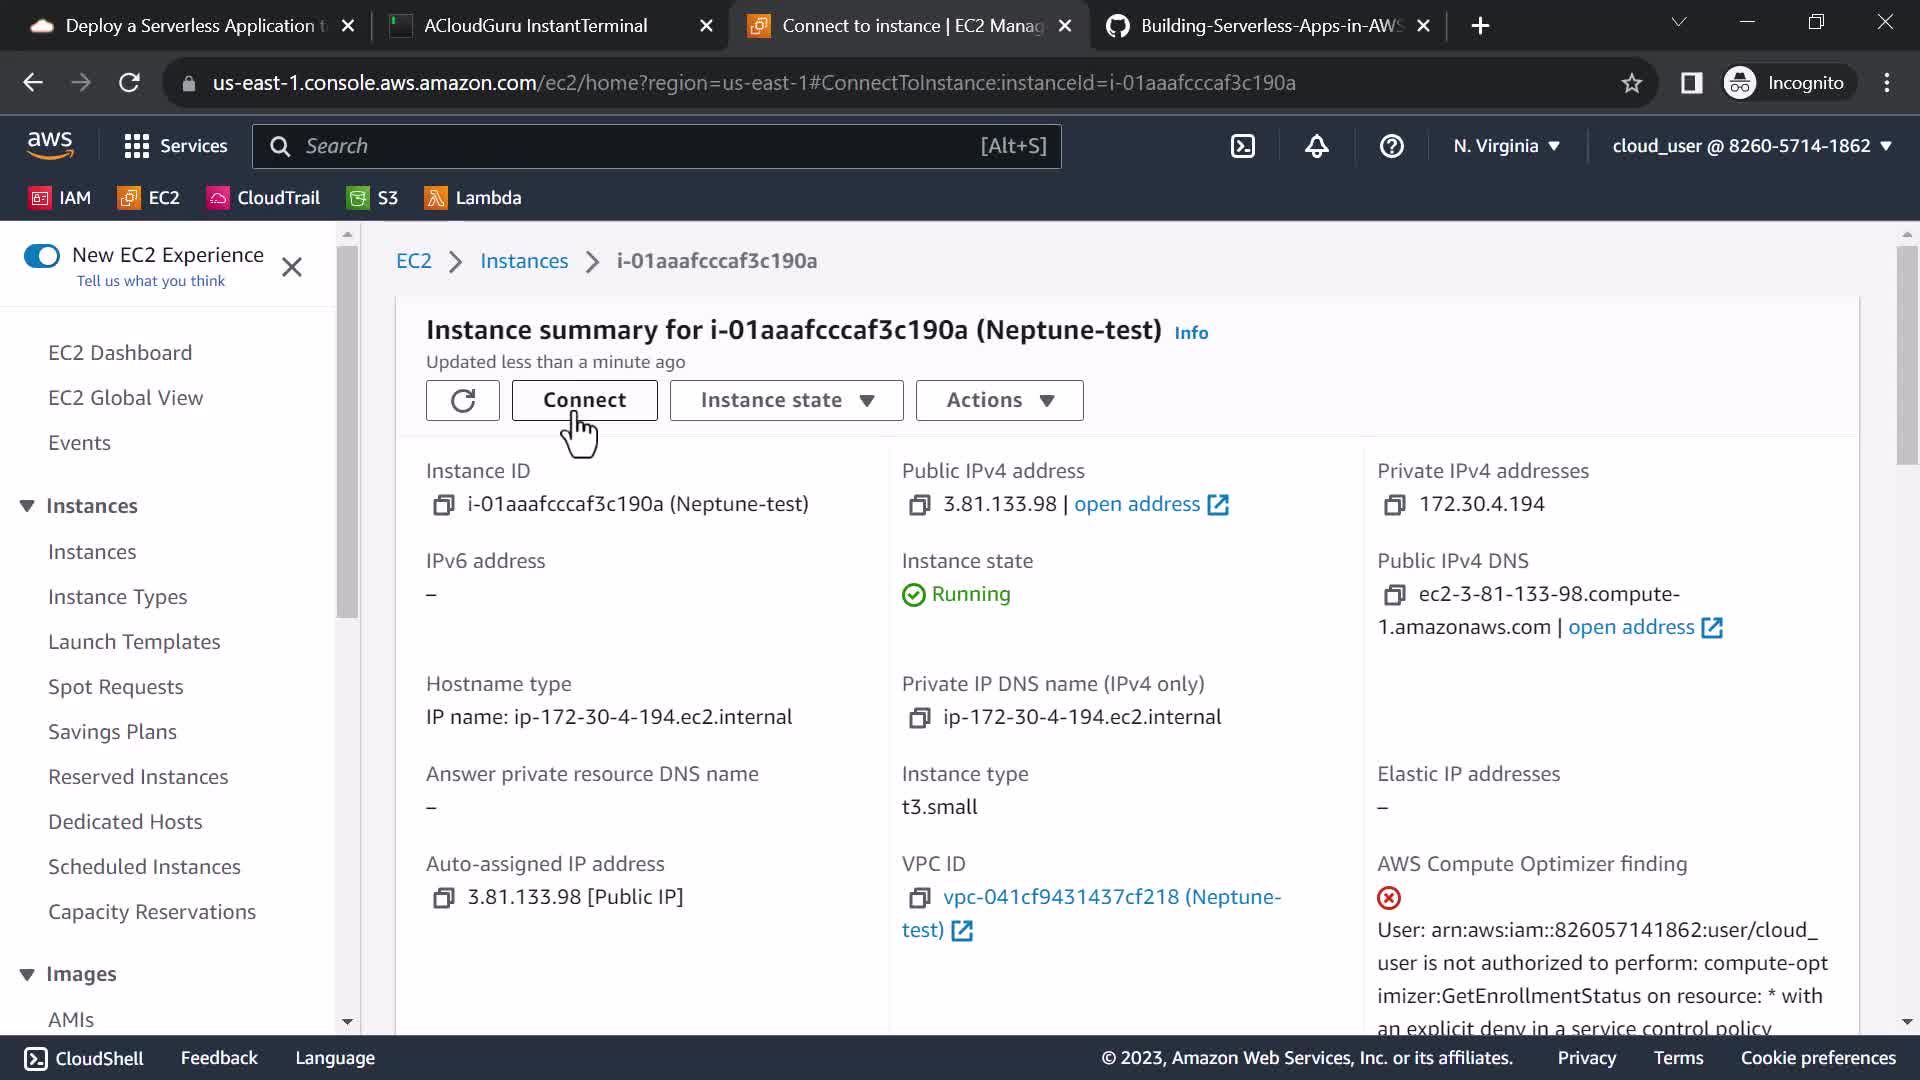 Deploy a Serverless Application t
ACloudGuru InstantTerminal
Connect to instance | EC2 Manag
Building-Serverless-Apps-in-AWS
us-east-1.console.aws.amazon.com/ec2/home?region=us-east-1#ConnectToInstance:instanceId=i-01aaafcccaf3c190a
Incognito
aws
Services
Search
[Alt+S]
N. Virginia
cloud_user @ 8260-5714-1862
IAM
EC2
CloudTrail
S3
Lambda
New EC2 Experience
Tell us what you think
EC2 Dashboard
EC2 Global View
Events
Instances
Instances
Instance Types
Launch Templates
Spot Requests
Savings Plans
Reserved Instances
Dedicated Hosts
Scheduled Instances
Capacity Reservations
Images
AMIs
EC2 > Instances > i-01aaafcccaf3c190a
Instance summary for i-01aaafcccaf3c190a (Neptune-test) Info
Updated less than a minute ago
Connect
Instance state
Actions
Instance ID
i-01aaafcccaf3c190a (Neptune-test)
Public IPv4 address
3.81.133.98 | open address
Private IPv4 addresses
172.30.4.194
IPv6 address
–
Instance state
Running
Public IPv4 DNS
ec2-3-81-133-98.compute-
1.amazonaws.com | open address
Hostname type
IP name: ip-172-30-4-194.ec2.internal
Private IP DNS name (IPv4 only)
ip-172-30-4-194.ec2.internal
Answer private resource DNS name
–
Instance type
t3.small
Elastic IP addresses
–
Auto-assigned IP address
3.81.133.98 [Public IP]
VPC ID
vpc-041cf9431437cf218 (Neptune-
test)
AWS Compute Optimizer finding
User: arn:aws:iam::826057141862:user/cloud_
user is not authorized to perform: compute-opt
imizer:GetEnrollmentStatus on resource: * with
an explicit deny in a service control policy
CloudShell
Feedback
Language
© 2023, Amazon Web Services, Inc. or its affiliates.
Privacy
Terms
Cookie preferences